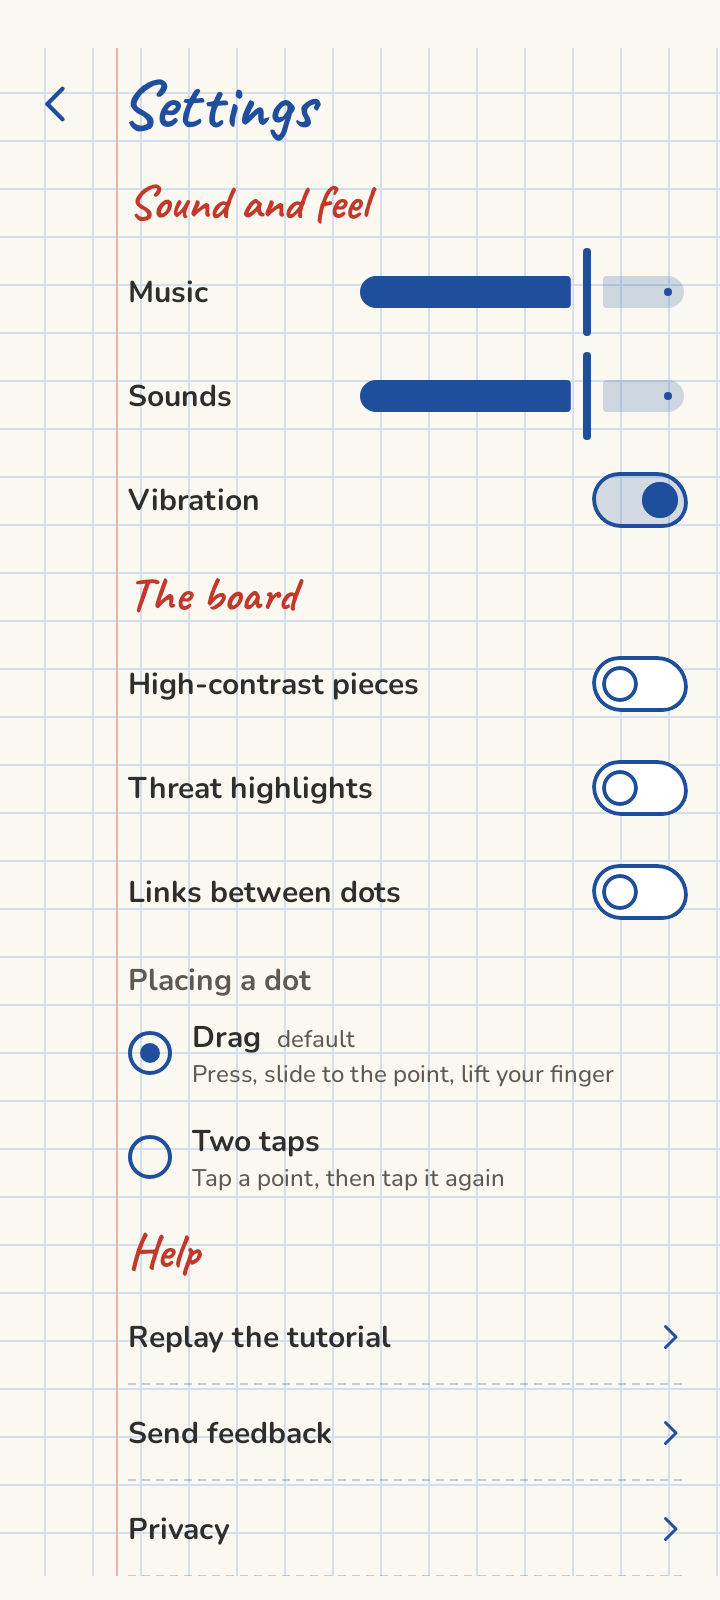 Settings
Sound and feel
Music
Sounds
Vibration
The board
High-contrast pieces
Threat highlights
Links between dots
Placing a dot
Drag default
Press, slide to the point, lift your finger
Two taps
Tap a point, then tap it again
Help
Replay the tutorial
Send feedback
Privacy